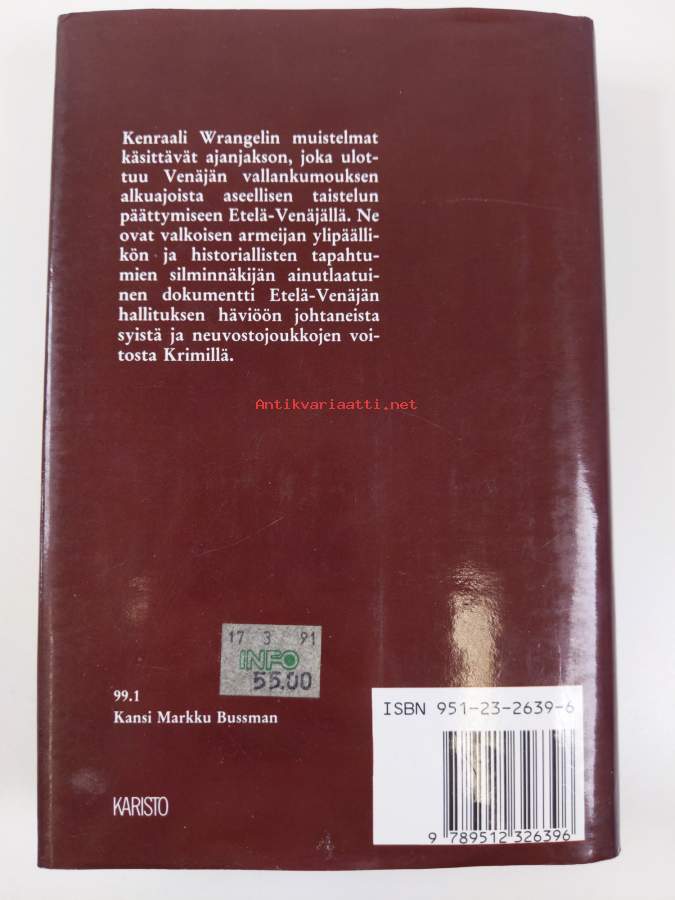 Kenraali Wrangelin muistelmat
käsittävät ajanjakson, joka ulot-
tuu Venäjän vallankumouksen
alkuajoista aseellisen taistelun
päättymiseen Etelä-Venäjällä. Ne
ovat valkoisen armeijan ylipäälli-
kön ja historiallisten tapahtu-
mien silminnäkijän ainutlaatui-
nen dokumentti Etelä-Venäjän
hallituksen häviöön johtaneista
syistä ja neuvostojoukkojen voi-
tosta Krimillä.
Antikvariaatti.net
17 3 91
INFO
55.00
99.1
Kansi Markku Bussman
ISBN 951-23-2639-6
KARISTO
9 789512 326396